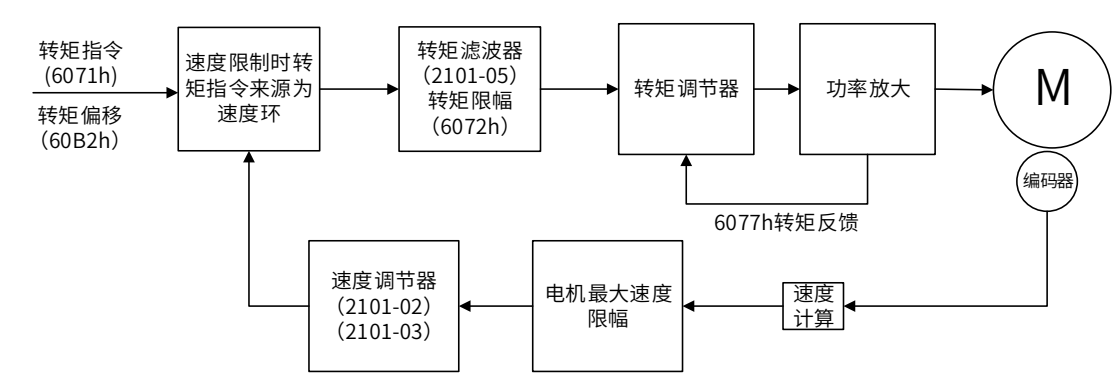 转矩指令
(6071h)
转矩偏移
(60B2h)
速度限制时转
矩指令来源为
速度环
转矩滤波器
（2101-05）
转矩限幅
（6072h）
转矩调节器
功率放大
M
编码器
6077h转矩反馈
速度调节器
（2101-02）
（2101-03）
电机最大速度
限幅
速度
计算